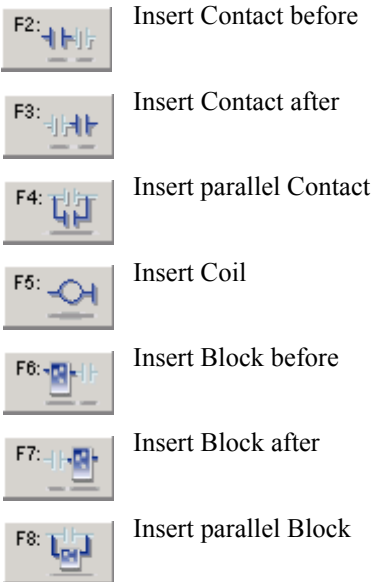 F2: Insert Contact before
F3: Insert Contact after
F4: Insert parallel Contact
F5: Insert Coil
F6: Insert Block before
F7: Insert Block after
F8: Insert parallel Block